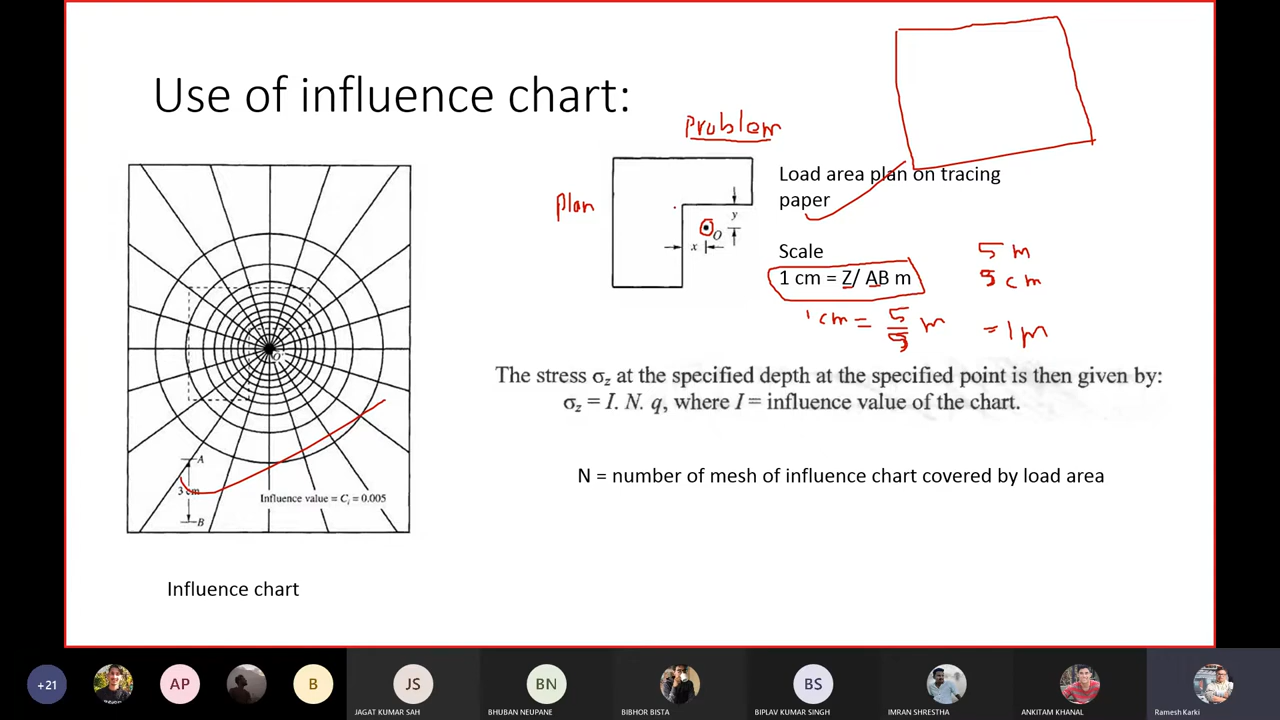 Use of influence chart:
Problem
Plan
Load area plan on tracing
paper
y
O
x
Scale
1 cm = Z/ AB m
5 m
5 cm
1 cm = 5/5 m = 1 m
The stress σz at the specified depth at the specified point is then given by:
σz = I. N. q, where I = influence value of the chart.
N = number of mesh of influence chart covered by load area
O
A
3 cm
B
Influence value = Ci = 0.005
Influence chart
+21
AP
B
JS
BN
BS
JAGAT KUMAR SAH
BHUBAN NEUPANE
BIBHOR BISTA
BIPLAV KUMAR SINGH
IMRAN SHRESTHA
ANKITAM KHANAL
Ramesh Karki